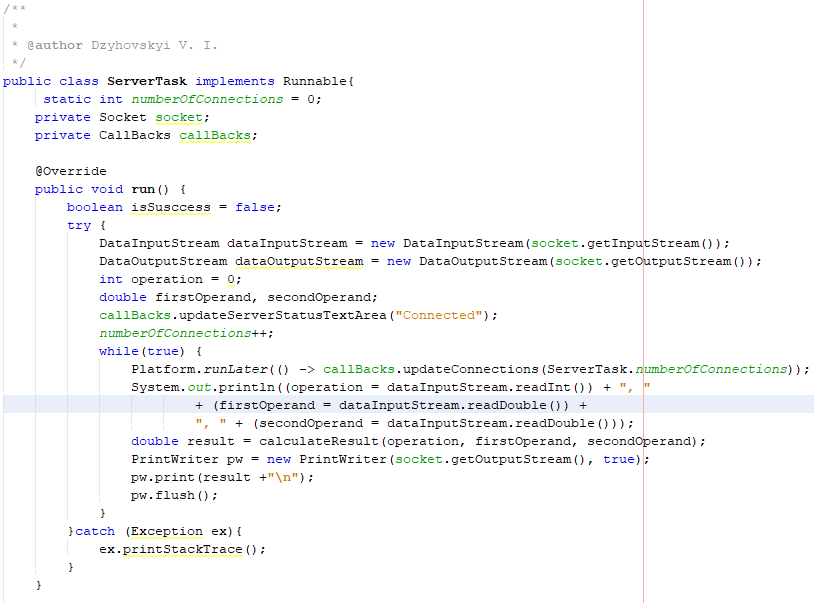 /**
 *
 * @author Dzyhovskyi V. I.
 */
public class ServerTask implements Runnable{
     static int numberOfConnections = 0;
    private Socket socket;
    private CallBacks callBacks;

    @Override
    public void run() {
        boolean isSusccess = false;
        try {
            DataInputStream dataInputStream = new DataInputStream(socket.getInputStream());
            DataOutputStream dataOutputStream = new DataOutputStream(socket.getOutputStream());
            int operation = 0;
            double firstOperand, secondOperand;
            callBacks.updateServerStatusTextArea("Connected");
            numberOfConnections++;
            while(true) {
                Platform.runLater(() -> callBacks.updateConnections(ServerTask.numberOfConnections));
                System.out.println((operation = dataInputStream.readInt()) + ", "
                        + (firstOperand = dataInputStream.readDouble()) +
                        ", " + (secondOperand = dataInputStream.readDouble()));
                double result = calculateResult(operation, firstOperand, secondOperand);
                PrintWriter pw = new PrintWriter(socket.getOutputStream(), true);
                pw.print(result +"\n");
                pw.flush();
            }
        }catch (Exception ex){
            ex.printStackTrace();
        }
    }